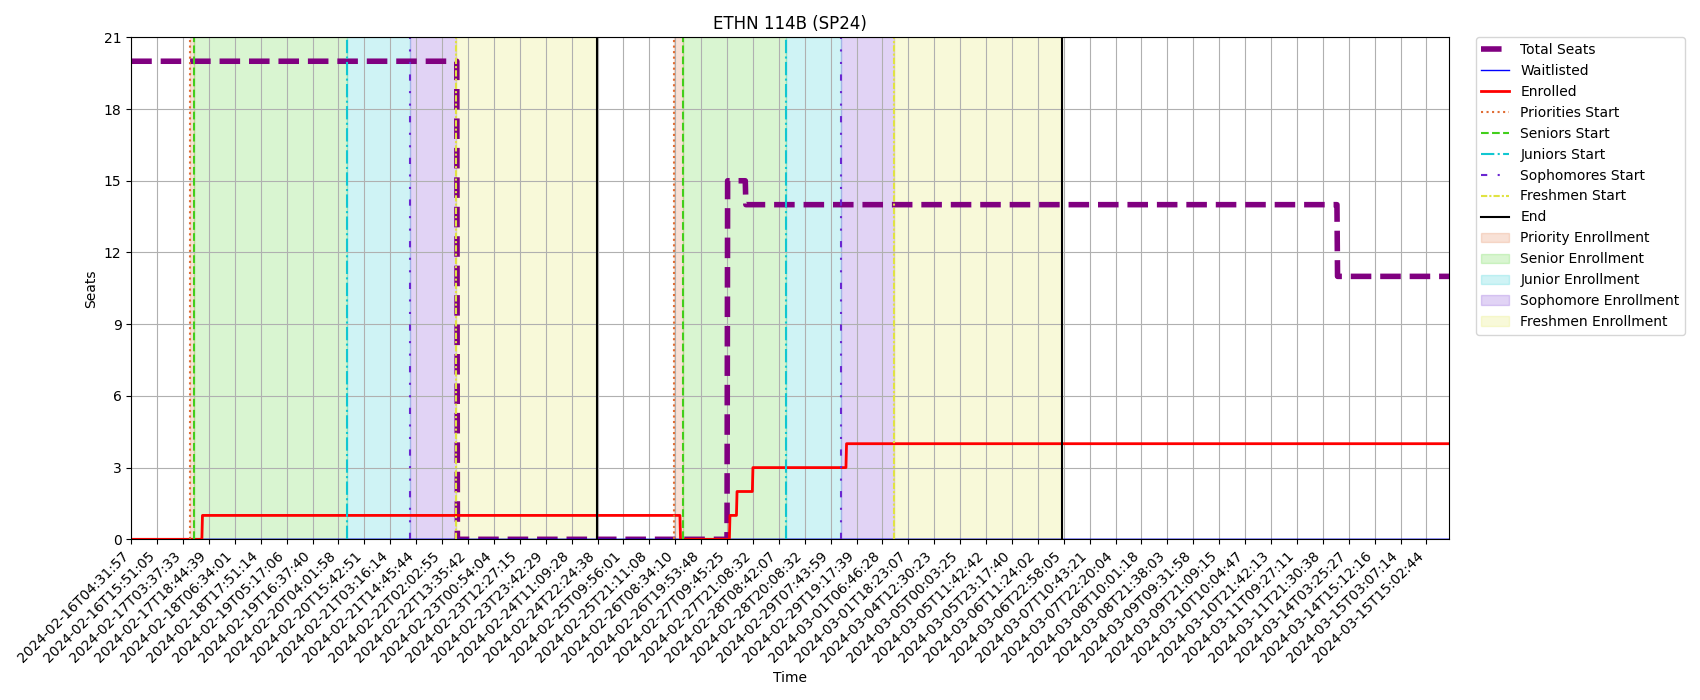 ETHN 114B (SP24)
Seats
21
18
15
12
9
6
3
0
2024-02-16T04:31:57
2024-02-16T15:51:05
2024-02-17T03:37:33
2024-02-17T18:44:39
2024-02-18T06:34:01
2024-02-18T17:51:14
2024-02-19T05:17:06
2024-02-19T16:37:40
2024-02-20T04:01:58
2024-02-20T15:42:51
2024-02-21T03:16:14
2024-02-21T14:45:44
2024-02-22T02:02:55
2024-02-22T13:35:42
2024-02-23T00:54:04
2024-02-23T12:27:15
2024-02-23T23:42:29
2024-02-24T11:09:28
2024-02-24T22:24:38
2024-02-25T09:56:01
2024-02-25T21:11:08
2024-02-26T08:34:10
2024-02-26T19:53:48
2024-02-27T09:45:25
2024-02-27T21:08:32
2024-02-28T08:42:07
2024-02-28T20:08:32
2024-02-29T07:43:59
2024-02-29T19:17:39
2024-03-01T06:46:28
2024-03-01T18:23:07
2024-03-04T12:30:23
2024-03-05T00:03:25
2024-03-05T11:42:42
2024-03-05T23:17:40
2024-03-06T11:24:02
2024-03-06T22:58:05
2024-03-07T10:43:21
2024-03-07T22:20:04
2024-03-08T10:01:18
2024-03-08T21:38:03
2024-03-09T09:31:58
2024-03-09T21:09:15
2024-03-10T10:04:47
2024-03-10T21:42:13
2024-03-11T09:27:11
2024-03-11T21:30:38
2024-03-14T03:25:27
2024-03-14T15:12:16
2024-03-15T03:07:14
2024-03-15T15:02:44
Time
Total Seats
Waitlisted
Enrolled
Priorities Start
Seniors Start
Juniors Start
Sophomores Start
Freshmen Start
End
Priority Enrollment
Senior Enrollment
Junior Enrollment
Sophomore Enrollment
Freshmen Enrollment